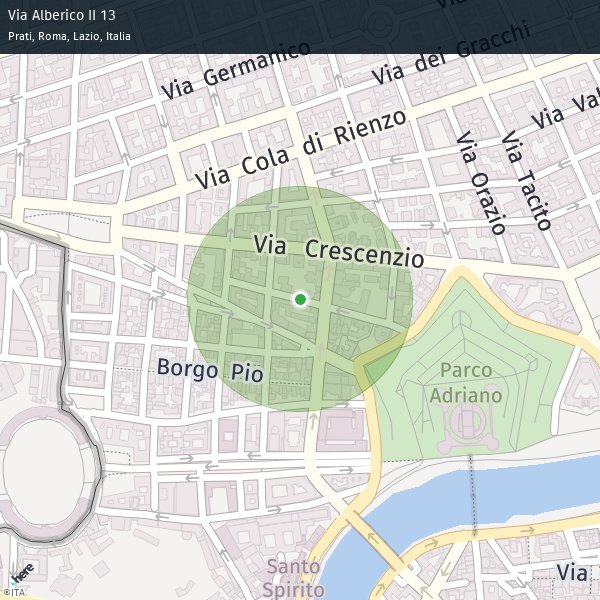 Via Alberico II 13
Prati, Roma, Lazio, Italia
Via Germanico
Via dei Gracchi
Via Cola di Rienzo
Via Orazio
Via Tacito
Via Val
Via Crescenzio
Parco
Adriano
Borgo Pio
Santo
Spirito
Via
here
©ITA